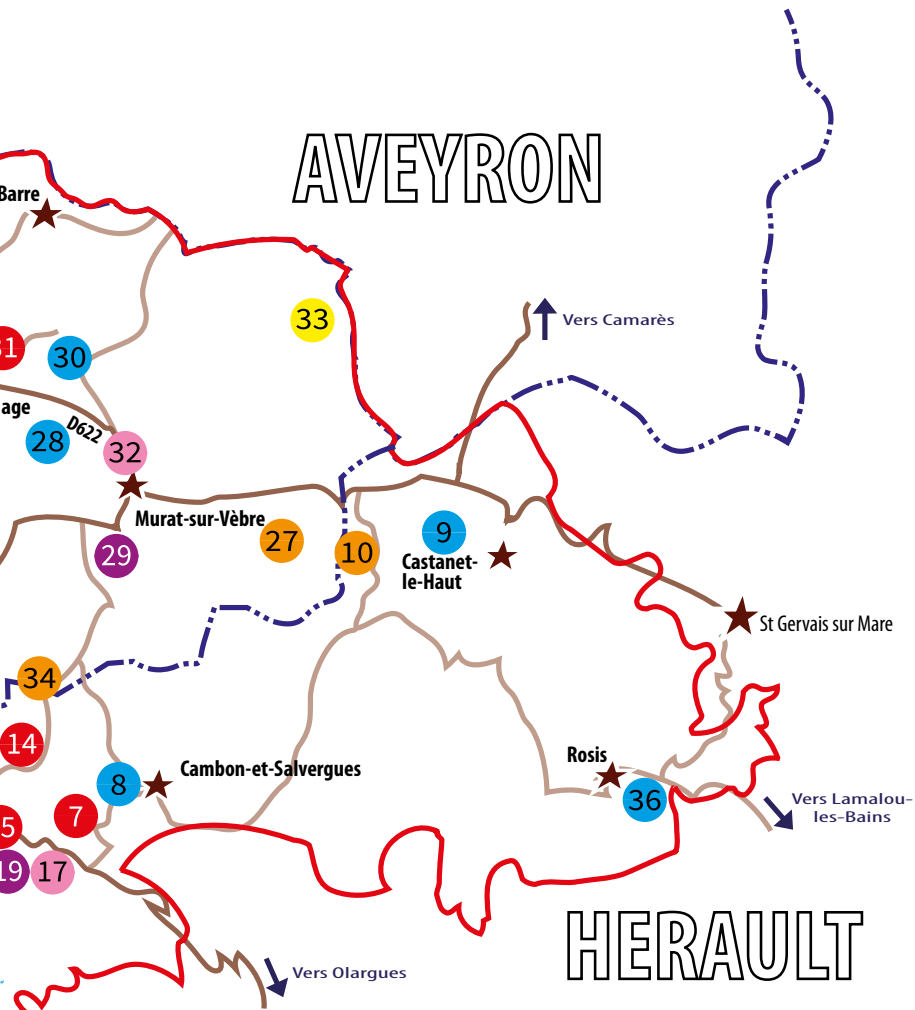 AVEYRON
Barre
33
Vers Camarès
31
30
age
D622
28
32
Murat-sur-Vèbre
27
9
10
29
Castanet-
le-Haut
St Gervais sur Mare
34
14
Rosis
Cambon-et-Salvergues
8
36
Vers Lamalou-
les-Bains
7
5
19
17
HERAULT
Vers Olargues